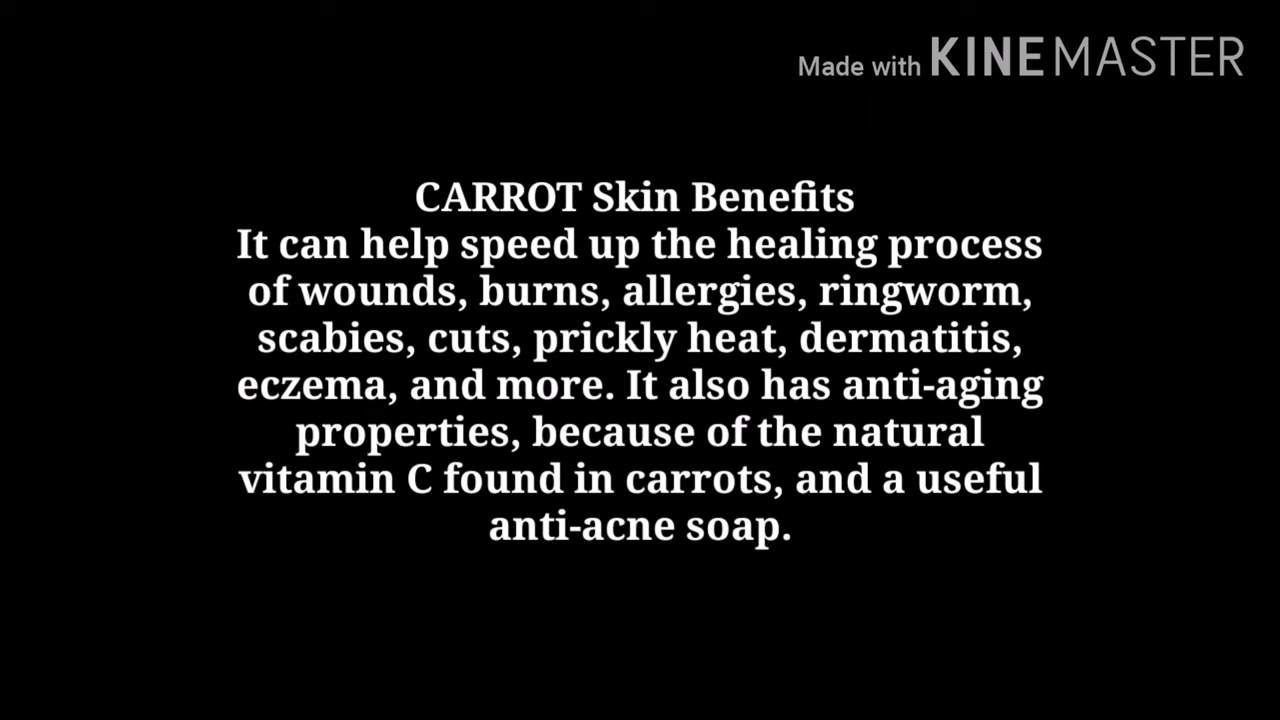 Made with KINEMASTER
CARROT Skin Benefits
It can help speed up the healing process
of wounds, burns, allergies, ringworm,
scabies, cuts, prickly heat, dermatitis,
eczema, and more. It also has anti-aging
properties, because of the natural
vitamin C found in carrots, and a useful
anti-acne soap.